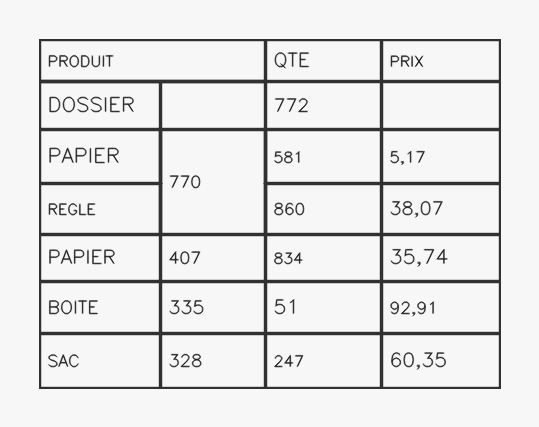 PRODUIT QTE PRIX
DOSSIER 772
PAPIER 770 581 5,17
REGLE 860 38,07
PAPIER 407 834 35,74
BOITE 335 51 92,91
SAC 328 247 60,35